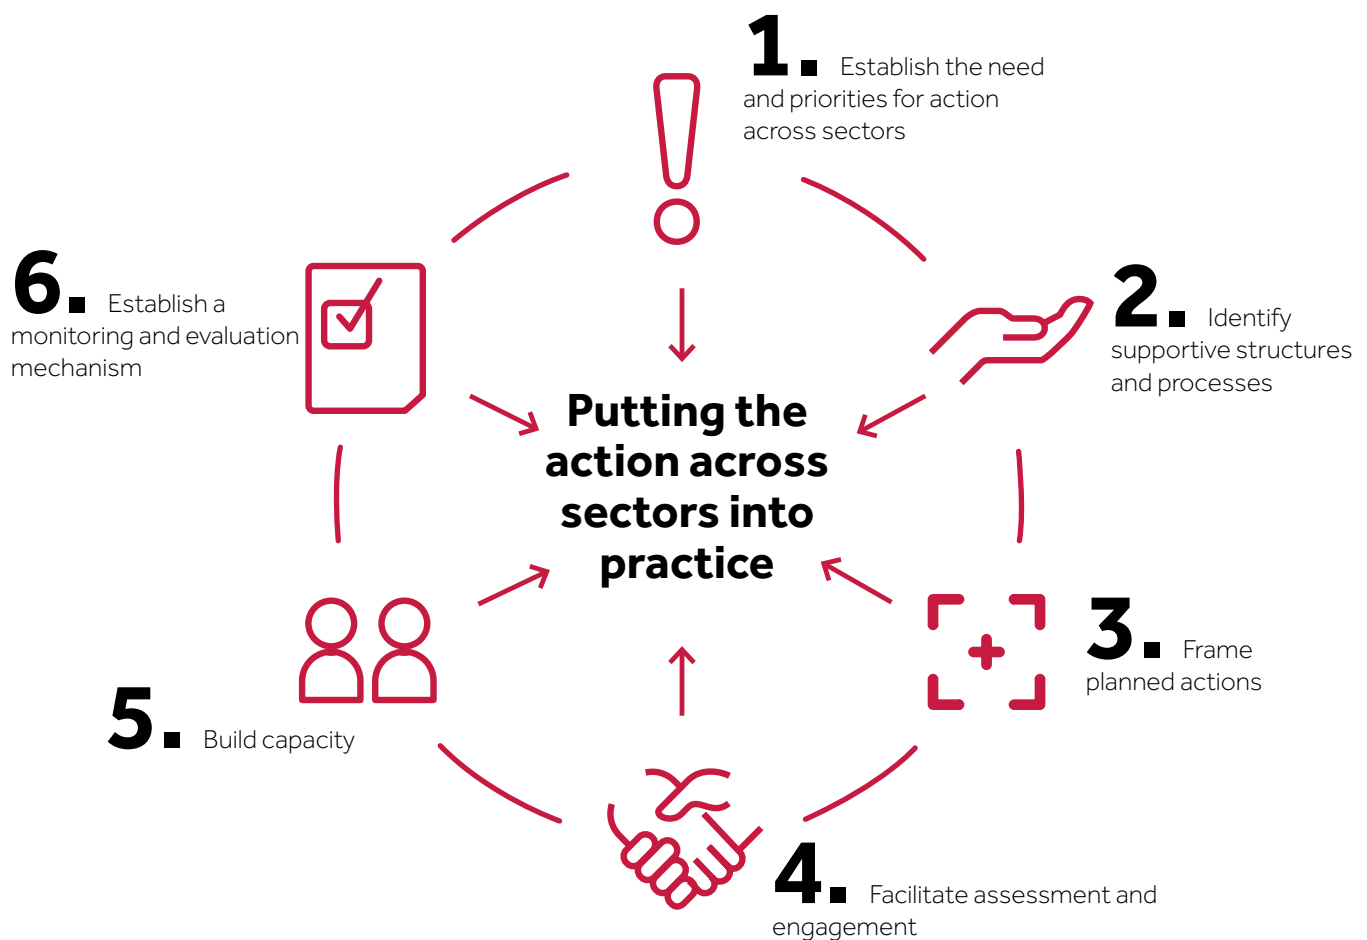 1. Establish the need
and priorities for action
across sectors
2. Identify
supportive structures
and processes
3. Frame
planned actions
4. Facilitate assessment and
engagement
5. Build capacity
6. Establish a
monitoring and evaluation
mechanism
Putting the
action across
sectors into
practice